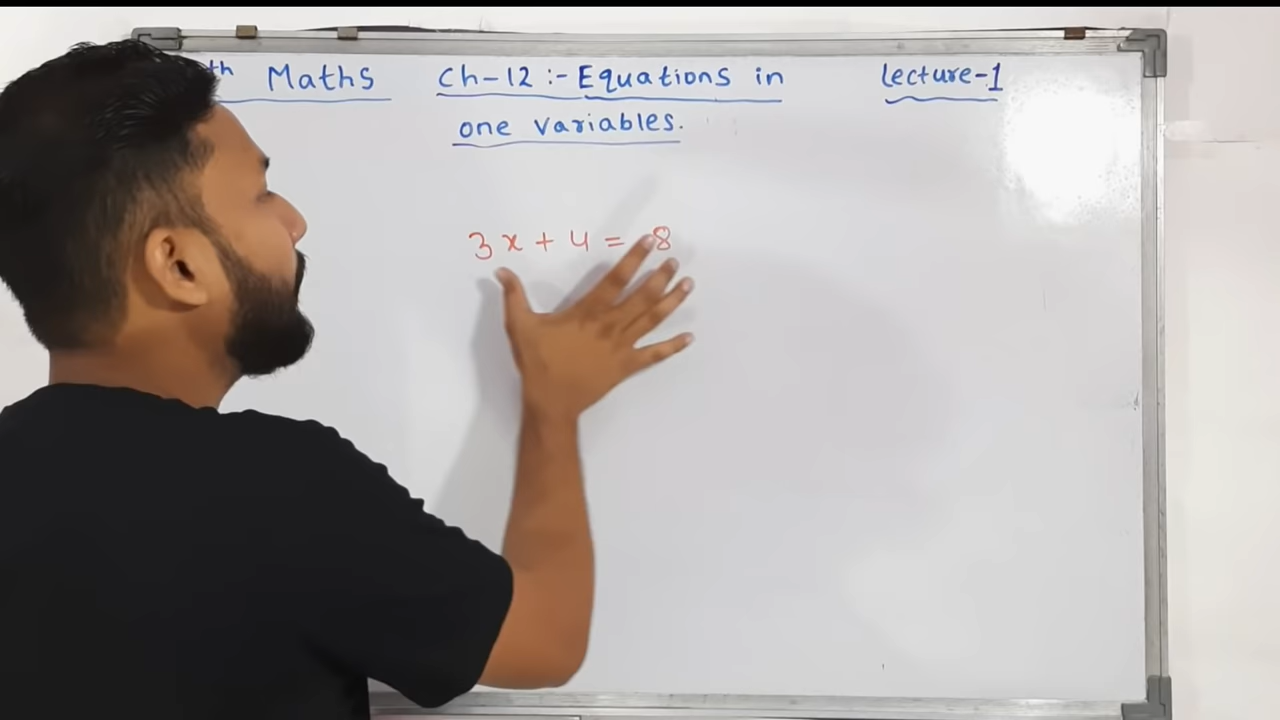 th Maths Ch-12 :- Equations in lecture-1
one variables.
3x + 4 = 8